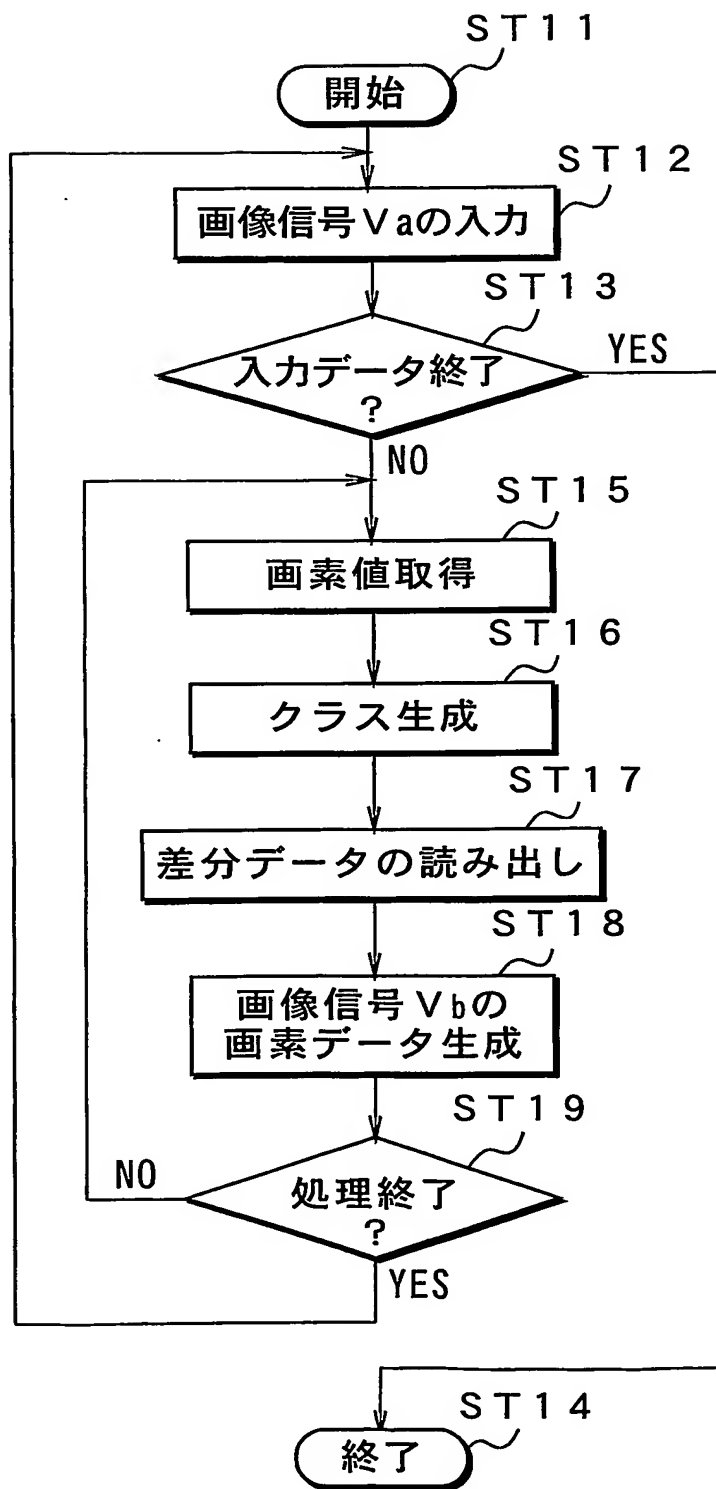 ＳＴ１１
開始
ＳＴ１２
画像信号Ｖaの入力
ＳＴ１３
入力データ終了
?
YES
NO
ＳＴ１５
画素値取得
ＳＴ１６
クラス生成
ＳＴ１７
差分データの読み出し
ＳＴ１８
画像信号Ｖbの
画素データ生成
ＳＴ１９
NO
処理終了
?
YES
ＳＴ１４
終了